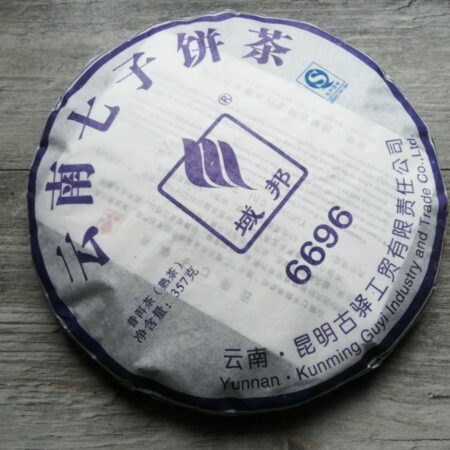 云南七子饼茶
®
域邦
6696
普洱茶(熟茶)
净含量:357克
云南·昆明古驿工贸有限责任公司
Yunnan·Kunming Guyi Industry and Trade Co.,Ltd.